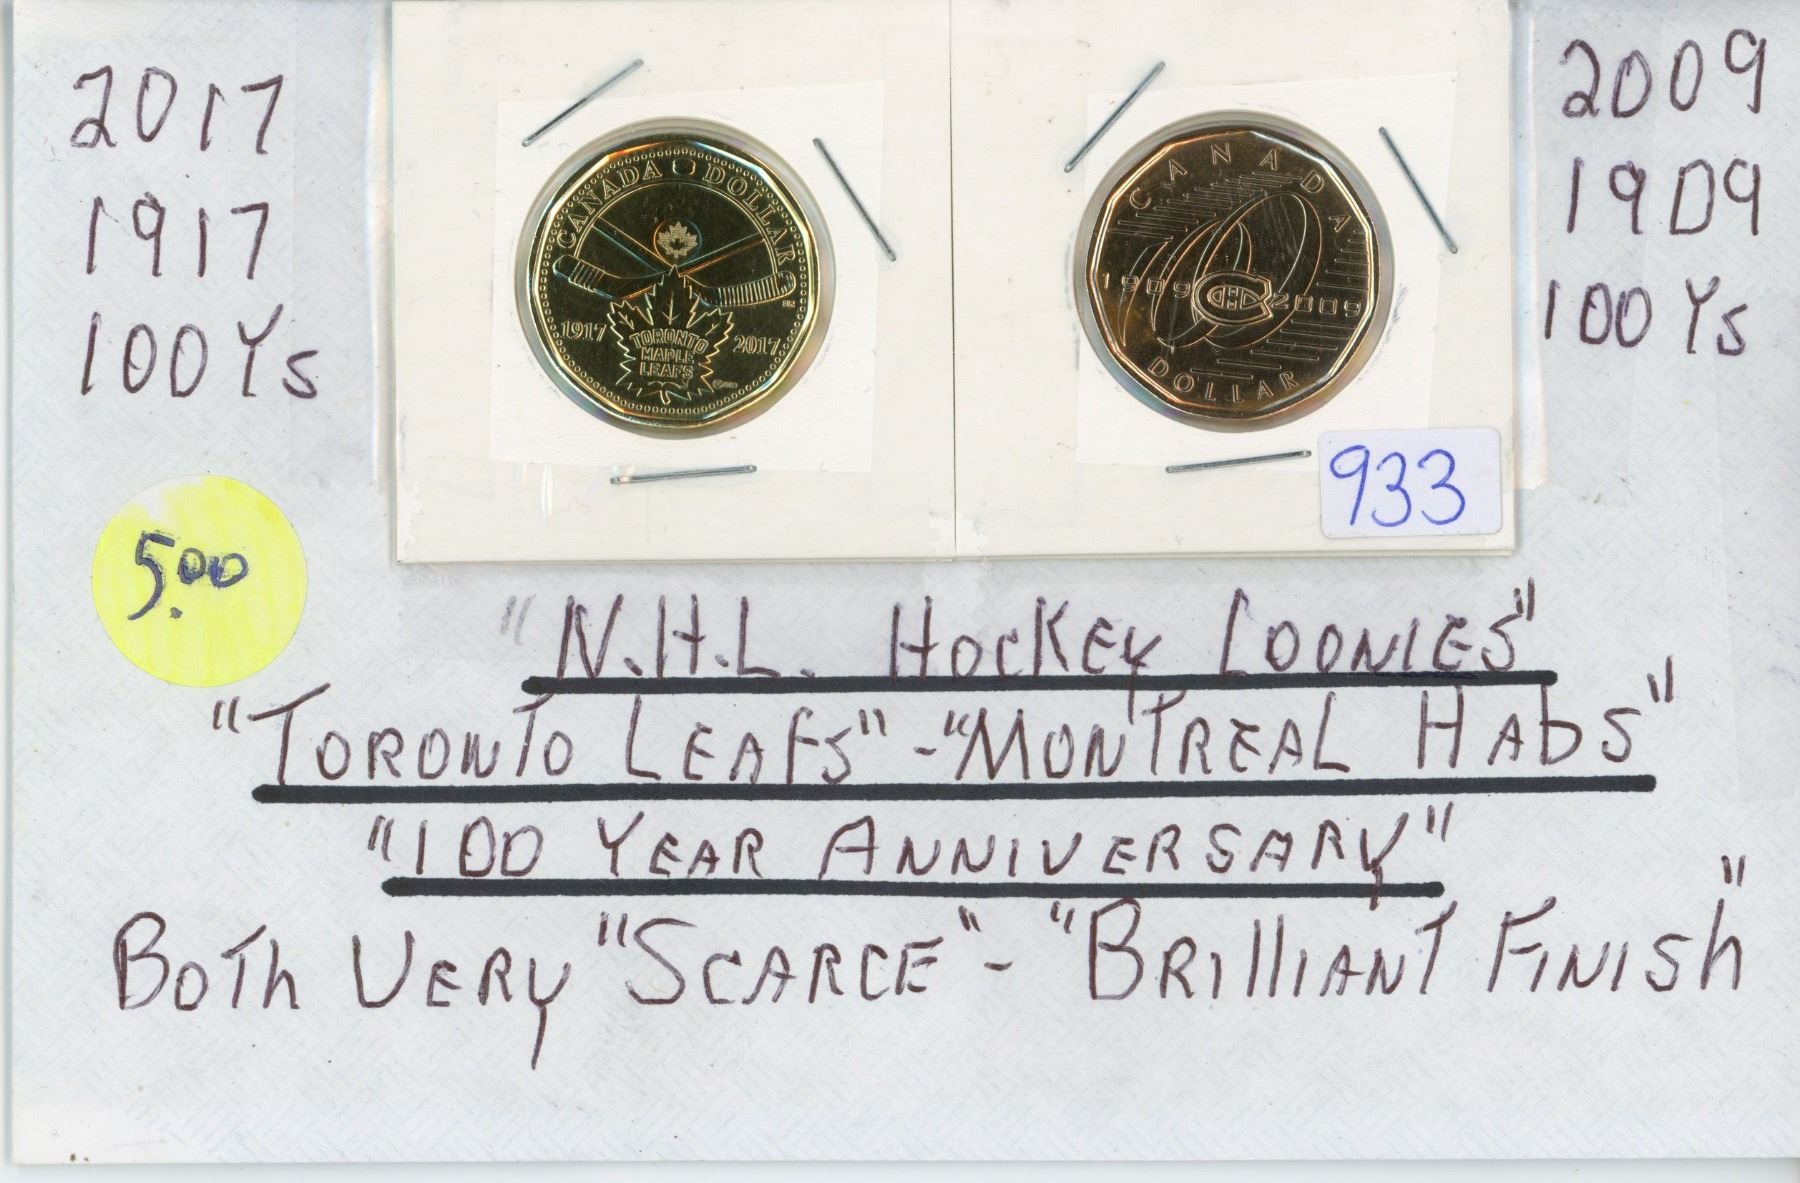 2017
1917
100 Ys
CANADA DOLLAR
1917 2017
TORONTO
MAPLE
LEAFS
CANADA
1909 2009
DOLLAR
933
2009
1909
100 Ys
5.00
"N.H.L. HOCKEY LOONIES"
"TORONTO LEAFS" - "MONTREAL HAbS"
"100 YEAR ANNIVERSARY"
BOTh VERY "SCARCE" - "BRILLIANT FINISh"